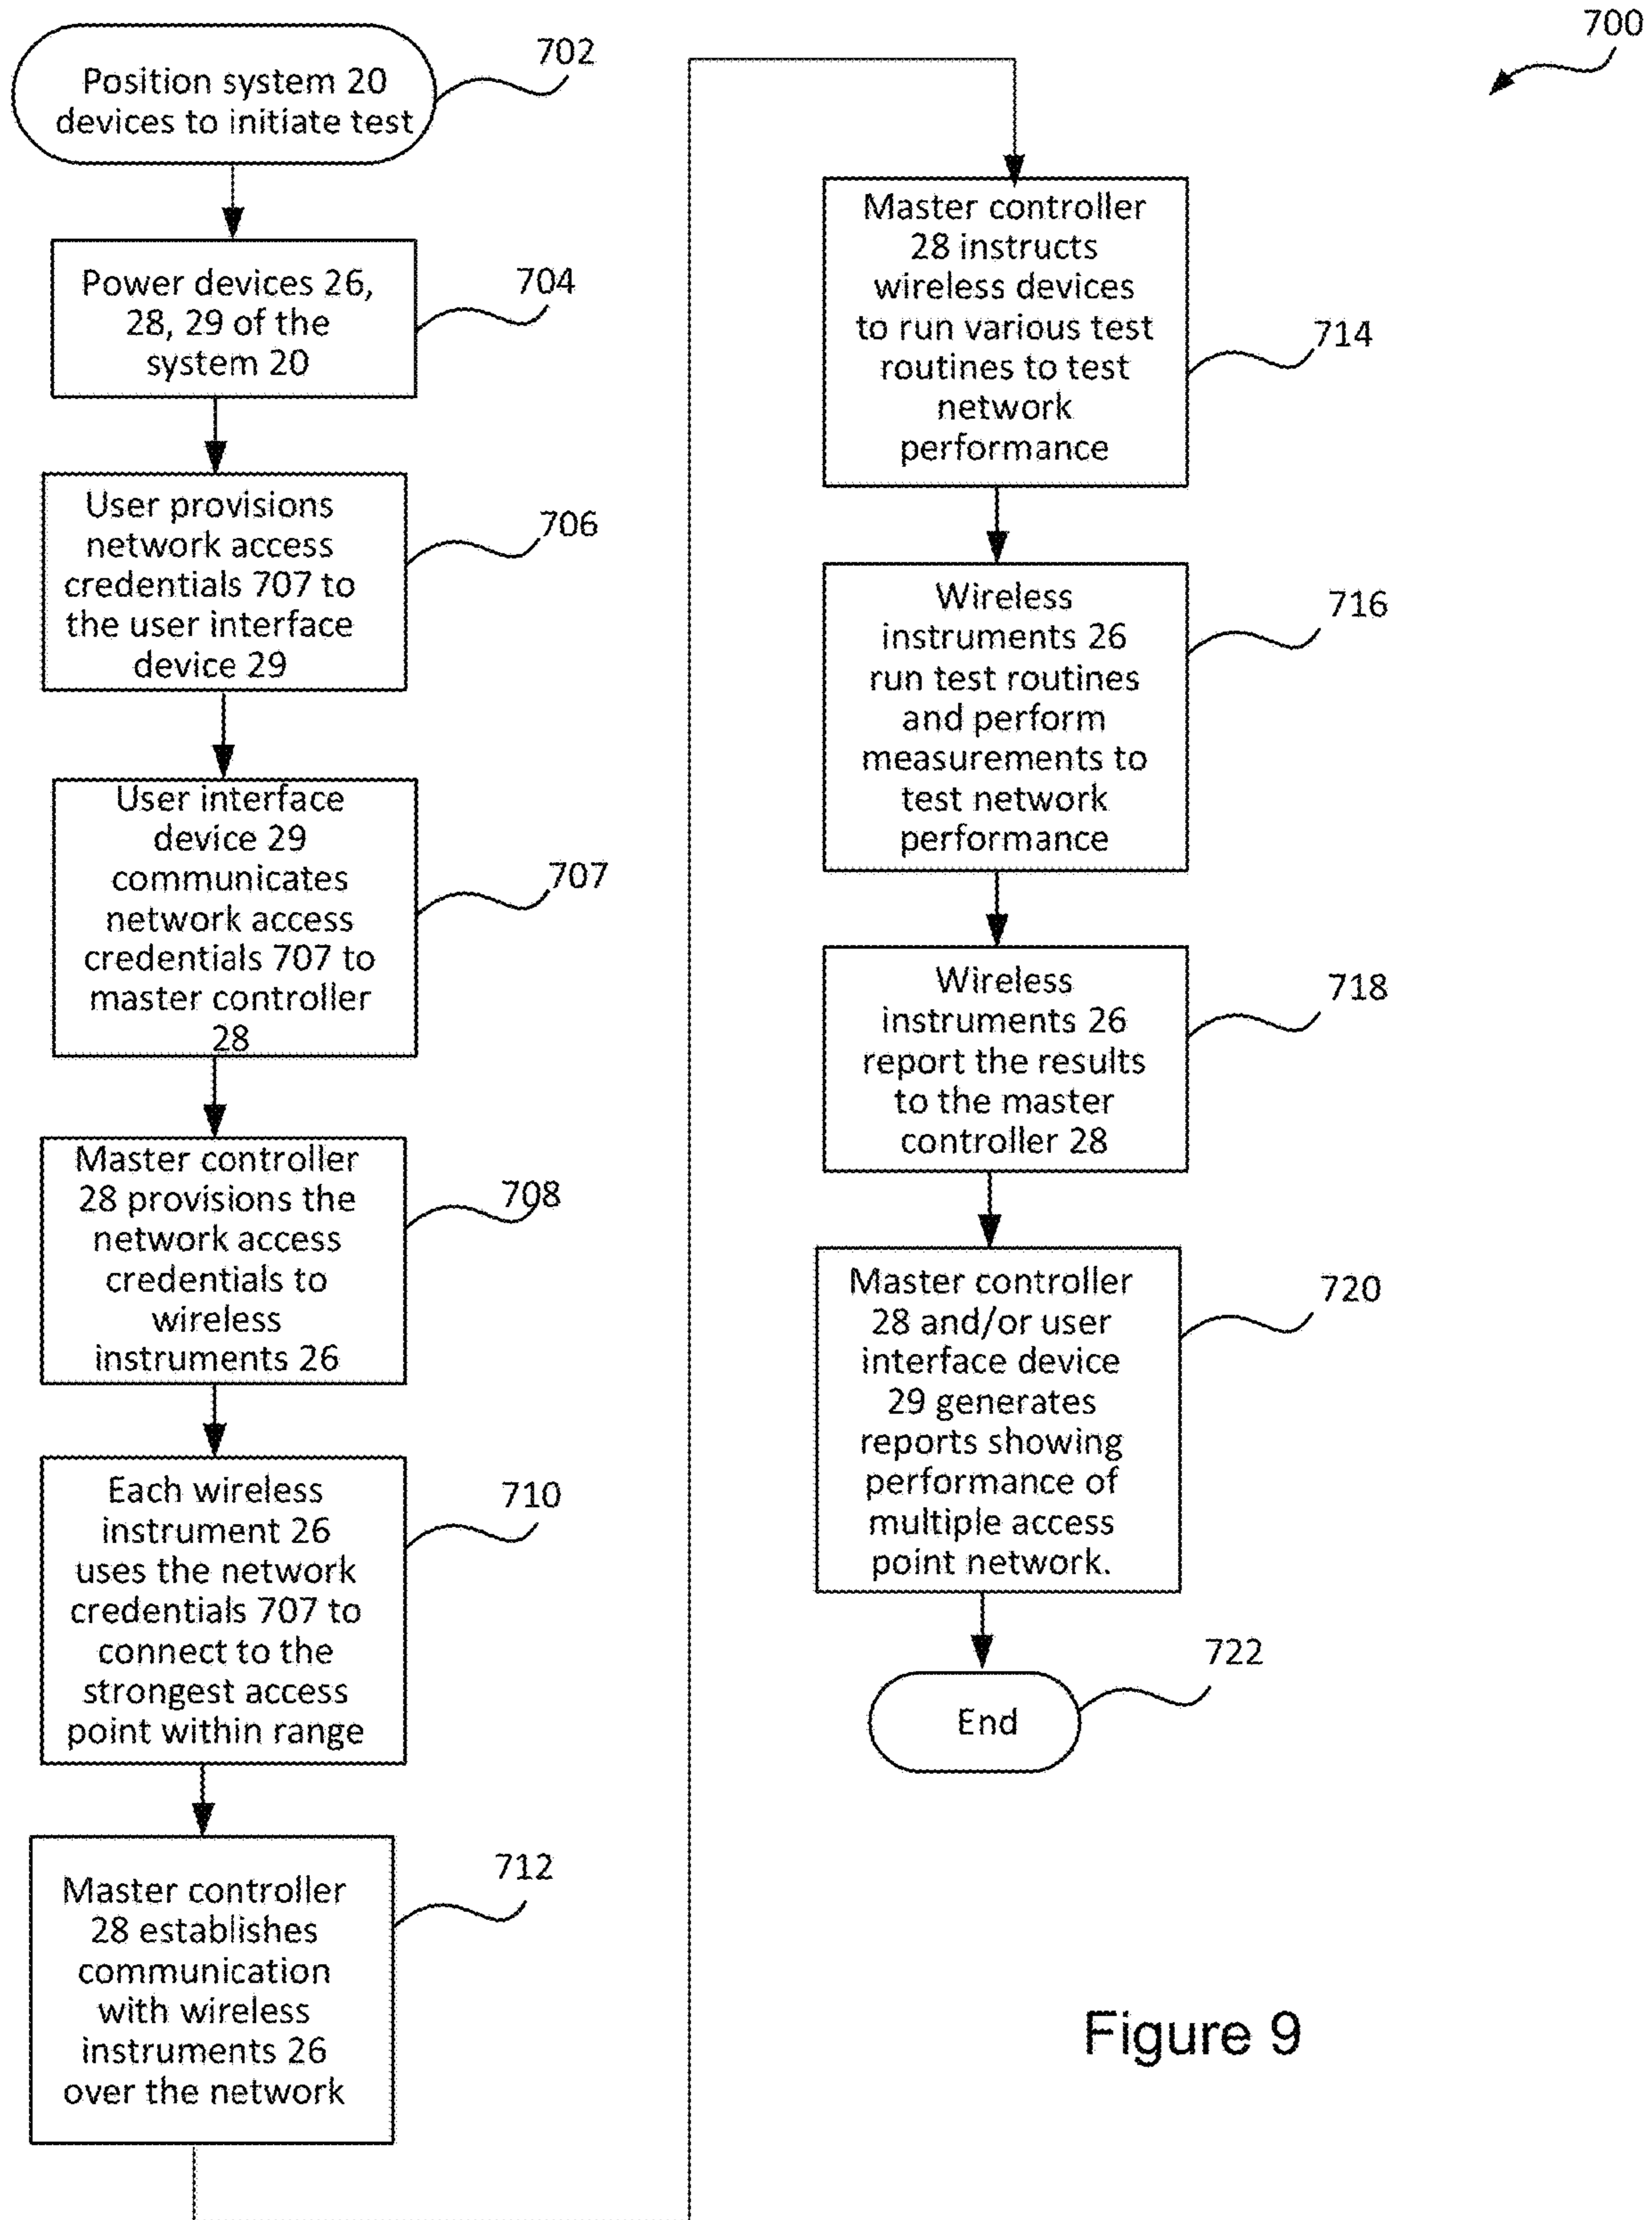 Position system 20
devices to initiate test
702
Power devices 26,
28, 29 of the
system 20
704
User provisions
network access
credentials 707 to
the user interface
device 29
706
User interface
device 29
communicates
network access
credentials 707 to
master controller
28
707
Master controller
28 provisions the
network access
credentials to
wireless
instruments 26
708
Each wireless
instrument 26
uses the network
credentials 707 to
connect to the
strongest access
point within range
710
Master controller
28 establishes
communication
with wireless
instruments 26
over the network
712
700
Master controller
28 instructs
wireless devices
to run various test
routines to test
network
performance
714
Wireless
instruments 26
run test routines
and perform
measurements to
test network
performance
716
Wireless
instruments 26
report the results
to the master
controller 28
718
Master controller
28 and/or user
interface device
29 generates
reports showing
performance of
multiple access
point network.
720
End
722
Figure 9